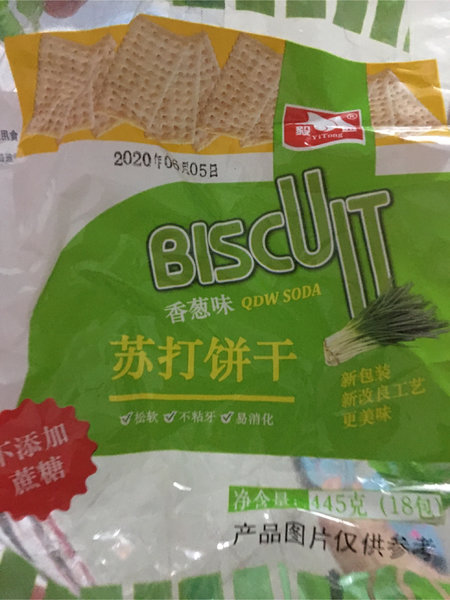 毅
YiTong
®
2020年06月05日
BISCUIT
香葱味 QDW SODA
苏打饼干
松软 不粘牙 易消化
新包装
新改良工艺
更美味
不添加
蔗糖
净含量: 445克 (18包)
产品图片仅供参考